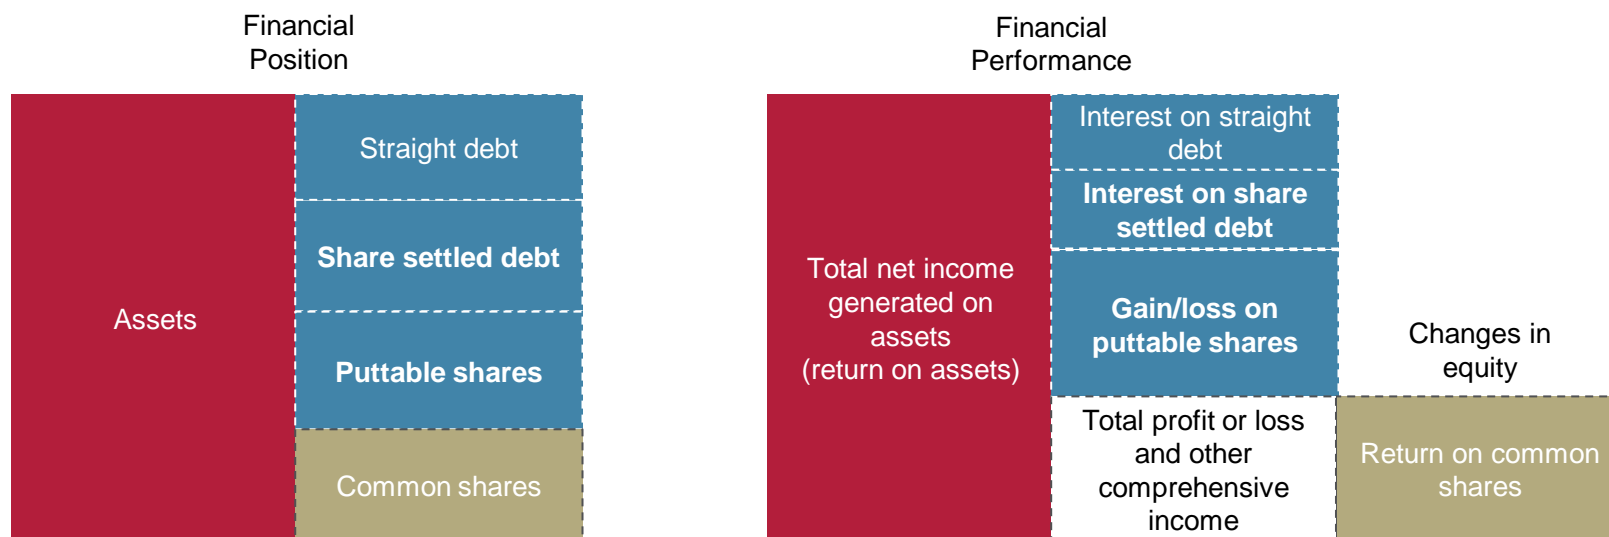 Financial
Position
Assets
Straight debt
Share settled debt
Puttable shares
Common shares
Financial
Performance
Total net income
generated on
assets
(return on assets)
Interest on straight
debt
Interest on share
settled debt
Gain/loss on
puttable shares
Total profit or loss
and other
comprehensive
income
Changes in
equity
Return on common
shares